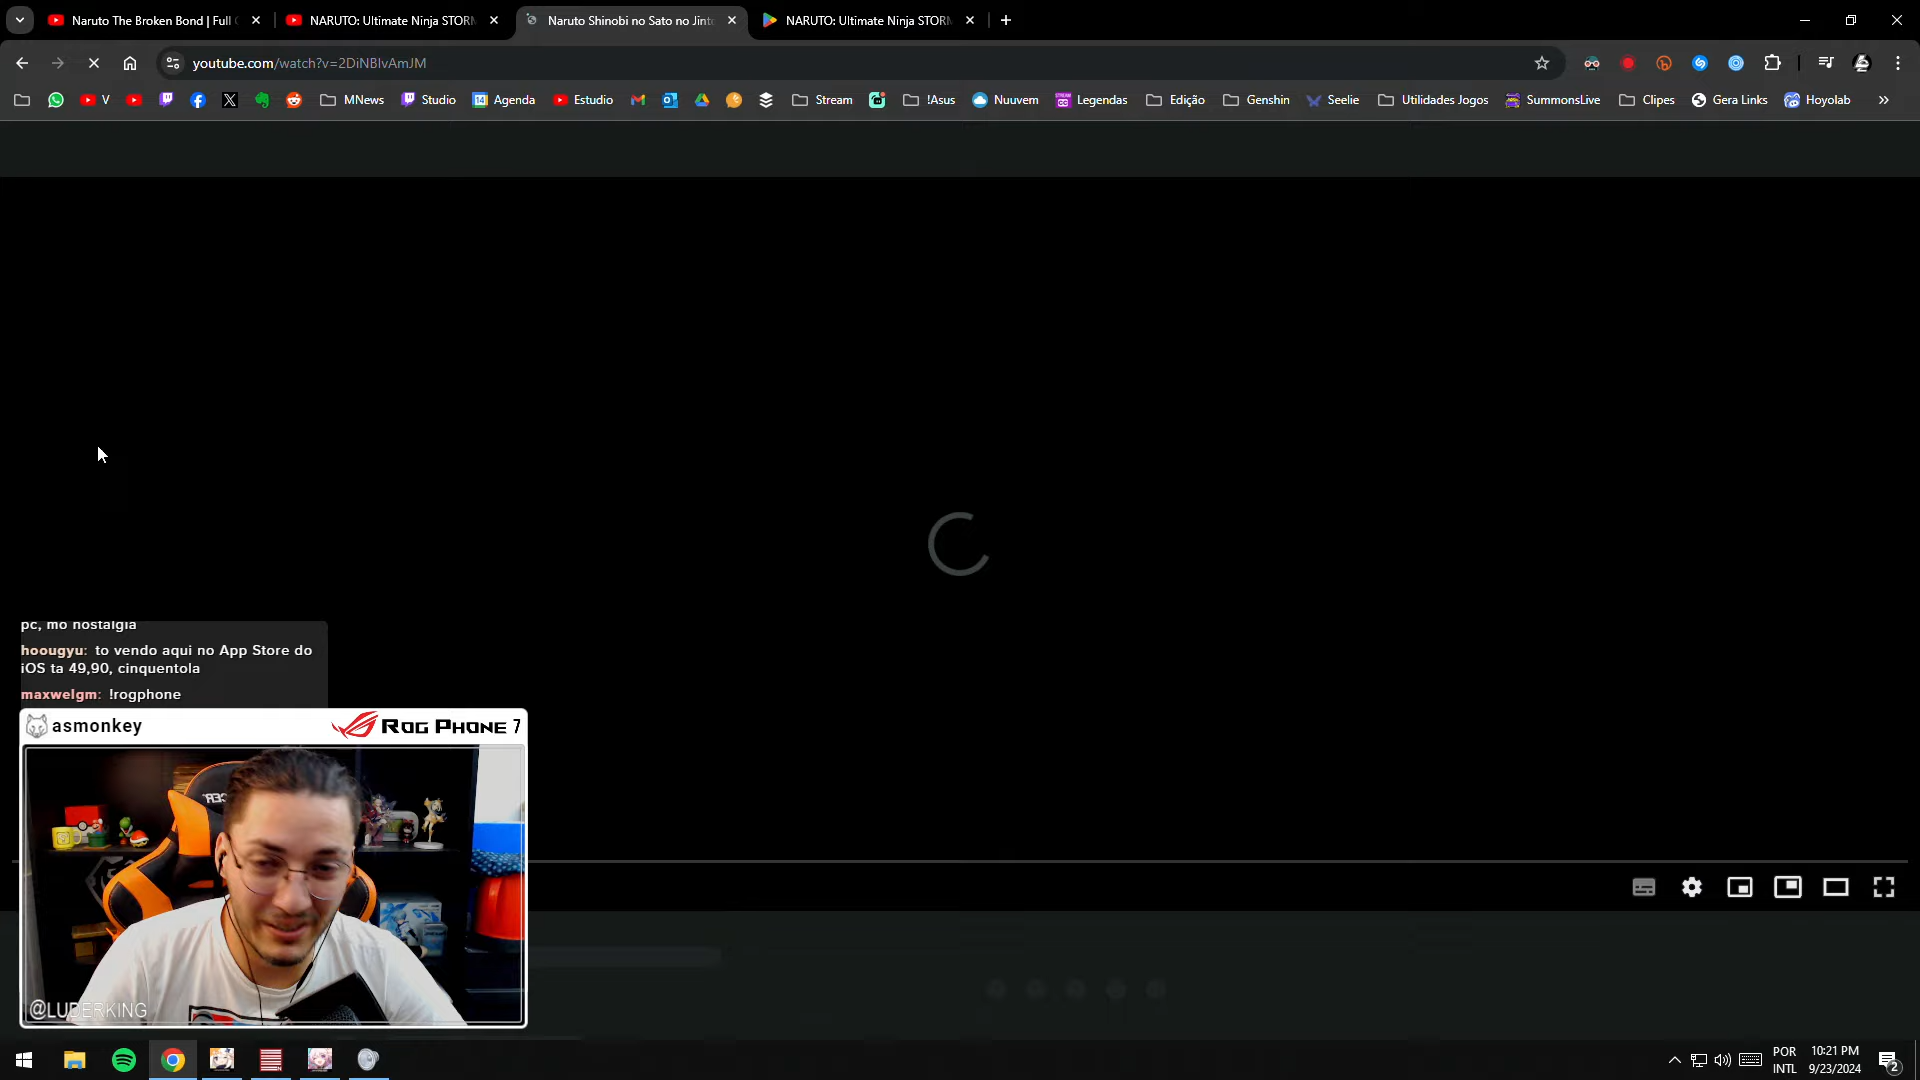 Naruto The Broken Bond | Full
NARUTO: Ultimate Ninja STORM
Naruto Shinobi no Sato no Jinto
NARUTO: Ultimate Ninja STORM
youtube.com/watch?v=2DiNBlvAmJM
V
MNews
Studio
Agenda
Estudio
Stream
!Asus
Nuuvem
Legendas
Edição
Genshin
Seelie
Utilidades Jogos
SummonsLive
Clipes
Gera Links
Hoyolab
pc, mo nostalgia
hoougyu: to vendo aqui no App Store do
iOS ta 49,90, cinquentola
maxwelgm: !rogphone
asmonkey
ROG PHONE 7
@LUDERKING
POR
INTL
10:21 PM
9/23/2024
2